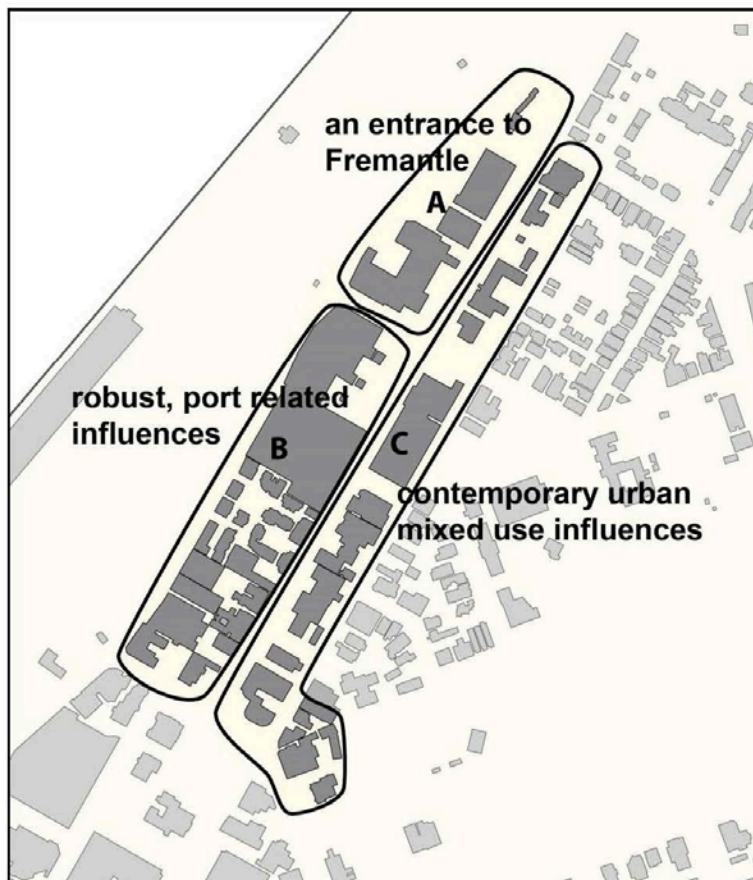 an entrance to
Fremantle
A
robust, port related
influences
B
C
contemporary urban
mixed use influences